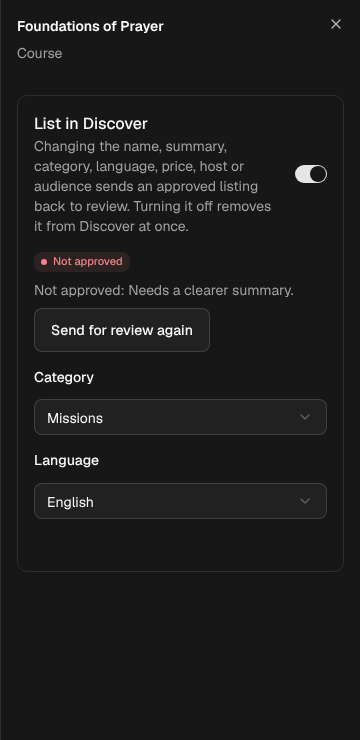 Foundations of Prayer
Course
List in Discover
Changing the name, summary,
category, language, price, host or
audience sends an approved listing
back to review. Turning it off removes
it from Discover at once.
Not approved
Not approved: Needs a clearer summary.
Send for review again
Category
Missions
Language
English